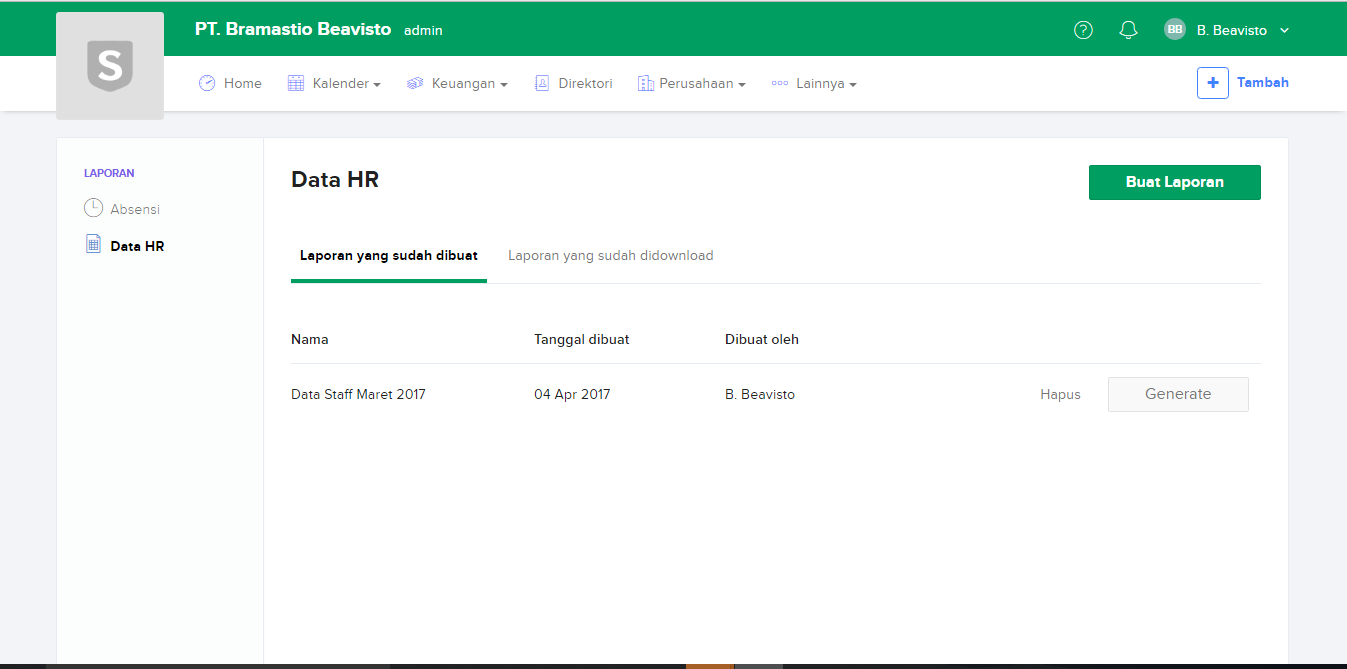 PT. Bramastio Beavisto admin
BB B. Beavisto
S
Home Kalender Keuangan Direktori Perusahaan Lainnya
+ Tambah
LAPORAN
Absensi
Data HR
Data HR
Buat Laporan
Laporan yang sudah dibuat Laporan yang sudah didownload
Nama Tanggal dibuat Dibuat oleh
Data Staff Maret 2017 04 Apr 2017 B. Beavisto Hapus Generate